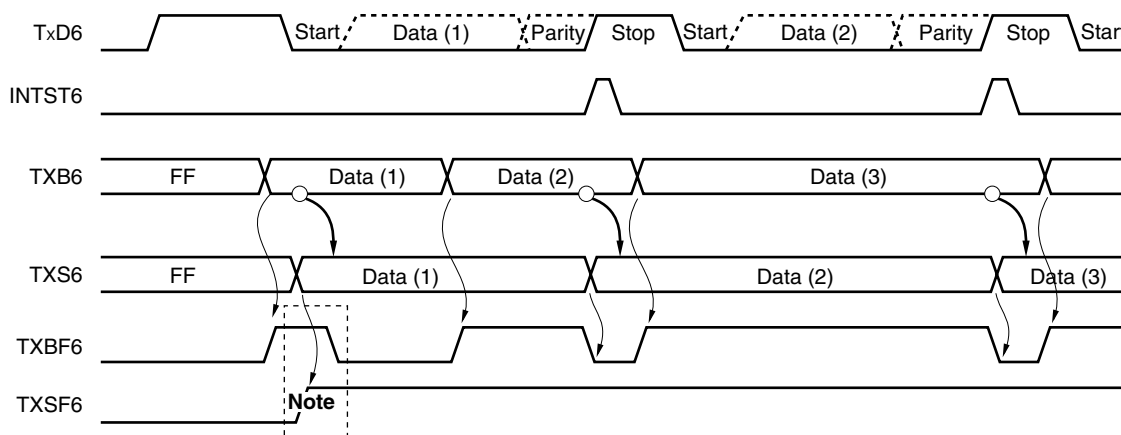 TxD6 Start Data (1) Parity Stop Start Data (2) Parity Stop Start
INTST6
TXB6 FF Data (1) Data (2) Data (3)
TXS6 FF Data (1) Data (2) Data (3)
TXBF6
TXSF6 Note